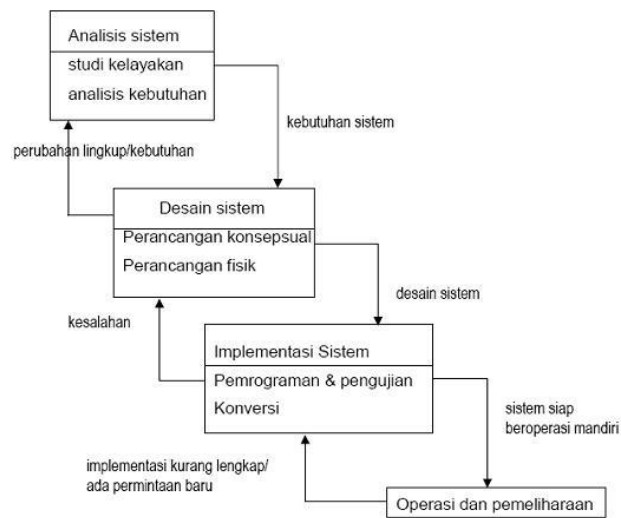 Analisis sistem
studi kelayakan
analisis kebutuhan
kebutuhan sistem
perubahan lingkup/kebutuhan
Desain sistem
Perancangan konsepsual
Perancangan fisik
desain sistem
kesalahan
Implementasi Sistem
Pemrograman & pengujian
Konversi
sistem siap
beroperasi mandiri
implementasi kurang lengkap/
ada permintaan baru
Operasi dan pemeliharaan